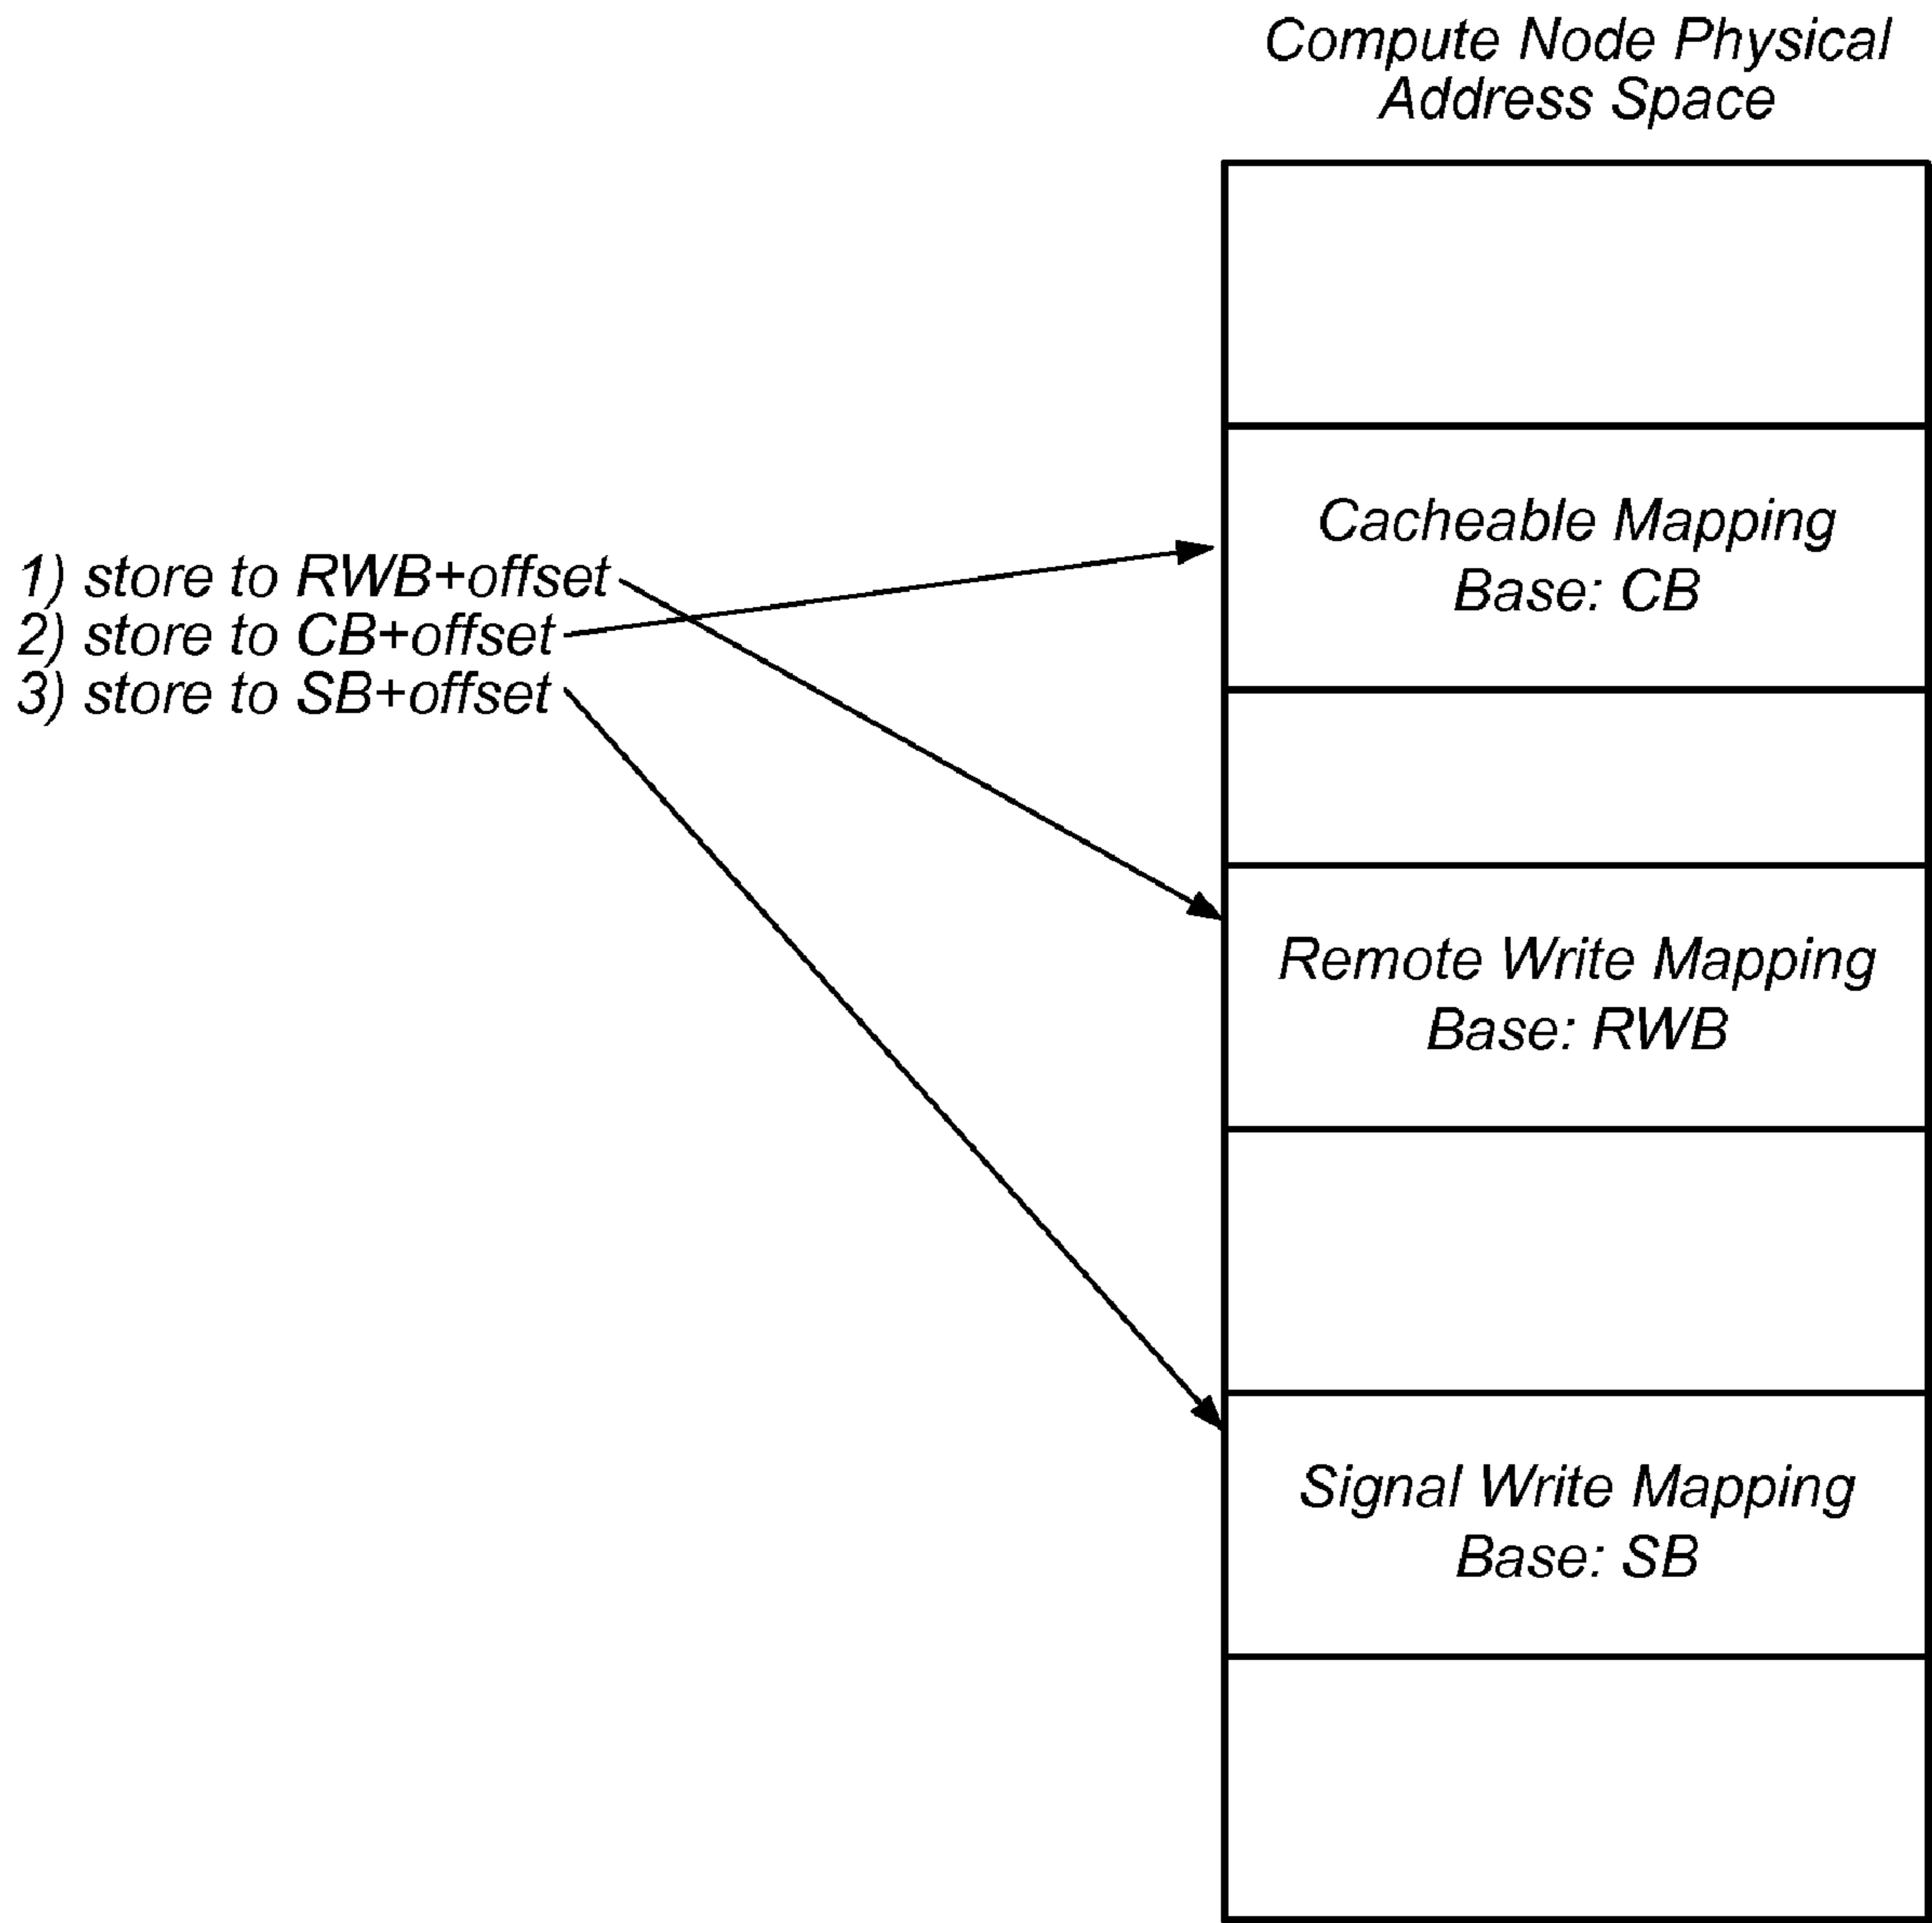 Compute Node Physical
Address Space
1) store to RWB+offset
2) store to CB+offset
3) store to SB+offset
Cacheable Mapping
Base: CB
Remote Write Mapping
Base: RWB
Signal Write Mapping
Base: SB